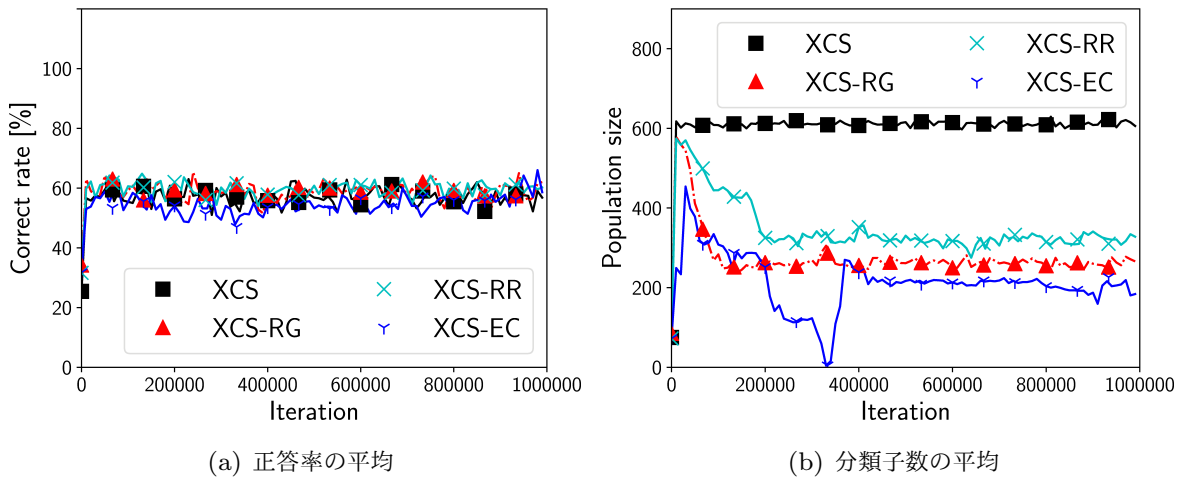 100
80
60
40
20
0
Correct rate [%]
XCS
XCS-RG
XCS-RR
XCS-EC
0 200000 400000 600000 800000 1000000
Iteration
(a) 正答率の平均
800
600
400
200
0
Population size
XCS
XCS-RG
XCS-RR
XCS-EC
0 200000 400000 600000 800000 1000000
Iteration
(b) 分類子数の平均